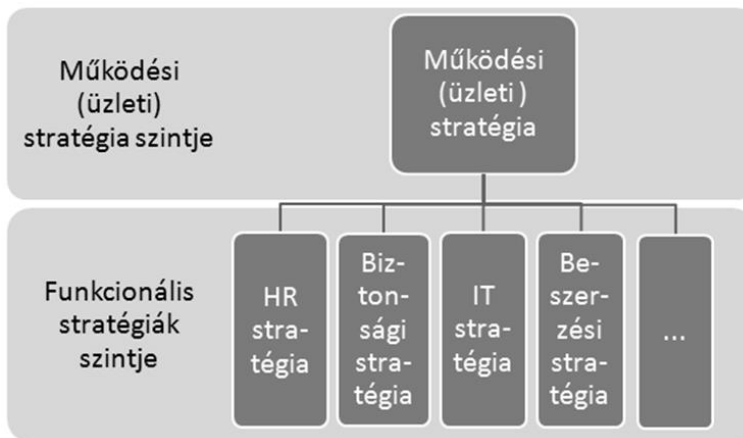 Működési
(üzleti)
stratégia szintje
Működési
(üzleti )
stratégia
Funkcionális
stratégiák
szintje
HR
stra-
tégia
Biz-
ton-
sági
stra-
tégia
IT
stra-
tégia
Be-
szer-
zési
stra-
tégia
...